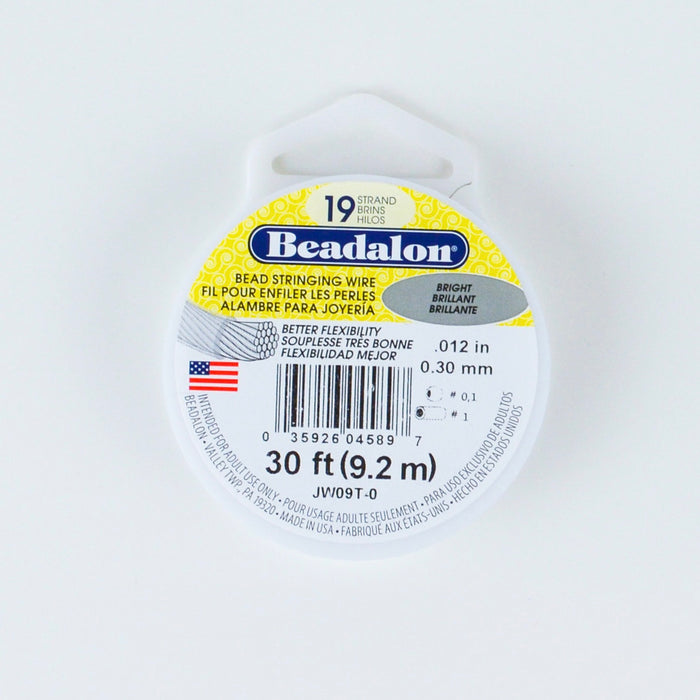 19 STRAND
BRINS
HILOS
Beadalon®
BEAD STRINGING WIRE
FIL POUR ENFILER LES PERLES
ALAMBRE PARA JOYERÍA
BRIGHT
BRILLANT
BRILLANTE
BETTER FLEXIBILITY
SOUPLESSE TRÈS BONNE
FLEXIBILIDAD MEJOR
.012 in
0.30 mm
# 0,1
# 1
0 35926 04589 7
30 ft (9.2 m)
JW09T-0
INTENDED FOR ADULT USE ONLY • POUR USAGE ADULTE SEULEMENT • PARA USO EXCLUSIVO DE ADULTOS
BEADALON • VALLEY TWP., PA 19320 • MADE IN USA • FABRIQUÉ AUX ÉTATS-UNIS • HECHO EN ESTADOS UNIDOS